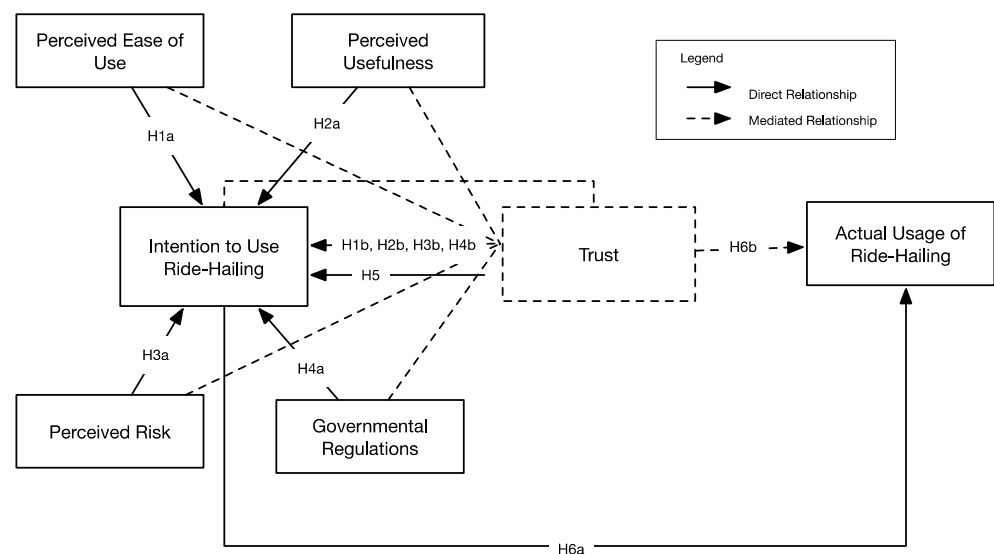 Perceived Ease of
Use
Perceived
Usefulness
Legend
Direct Relationship
Mediated Relationship
H1a
H2a
Intention to Use
Ride-Hailing
H1b, H2b, H3b, H4b
H5
Trust
H6b
Actual Usage of
Ride-Hailing
H3a
H4a
Perceived Risk
Governmental
Regulations
H6a